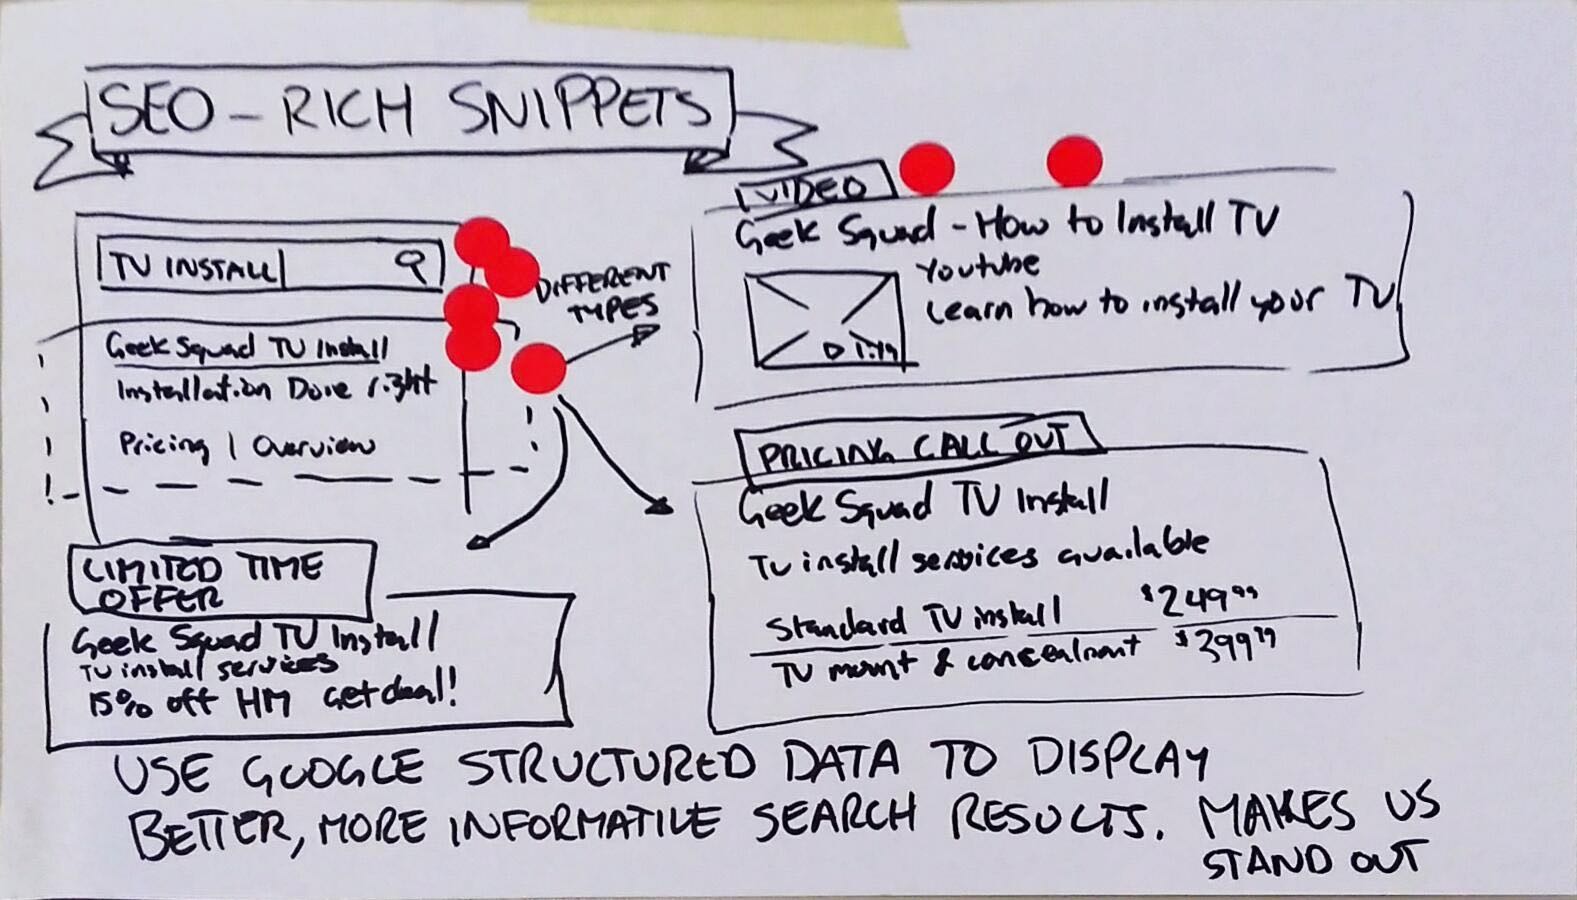 SEO - RICH SNIPPETS
TV INSTALL
Geek Squad TV Install
Installation Done right
Pricing | Overview
DIFFERENT
TYPES
VIDEO
Geek Squad - How to Install TV
Youtube
Learn how to install your TV
1:19
PRICING CALL OUT
Geek Squad TV Install
TV install services available
Standard TV install $249.99
TV mount & concealment $399.99
LIMITED TIME
OFFER
Geek Squad TV Install
TV install services
15% off HM Get deal!
USE GOOGLE STRUCTURED DATA TO DISPLAY
BETTER, MORE INFORMATIVE SEARCH RESULTS. MAKES US
STAND OUT